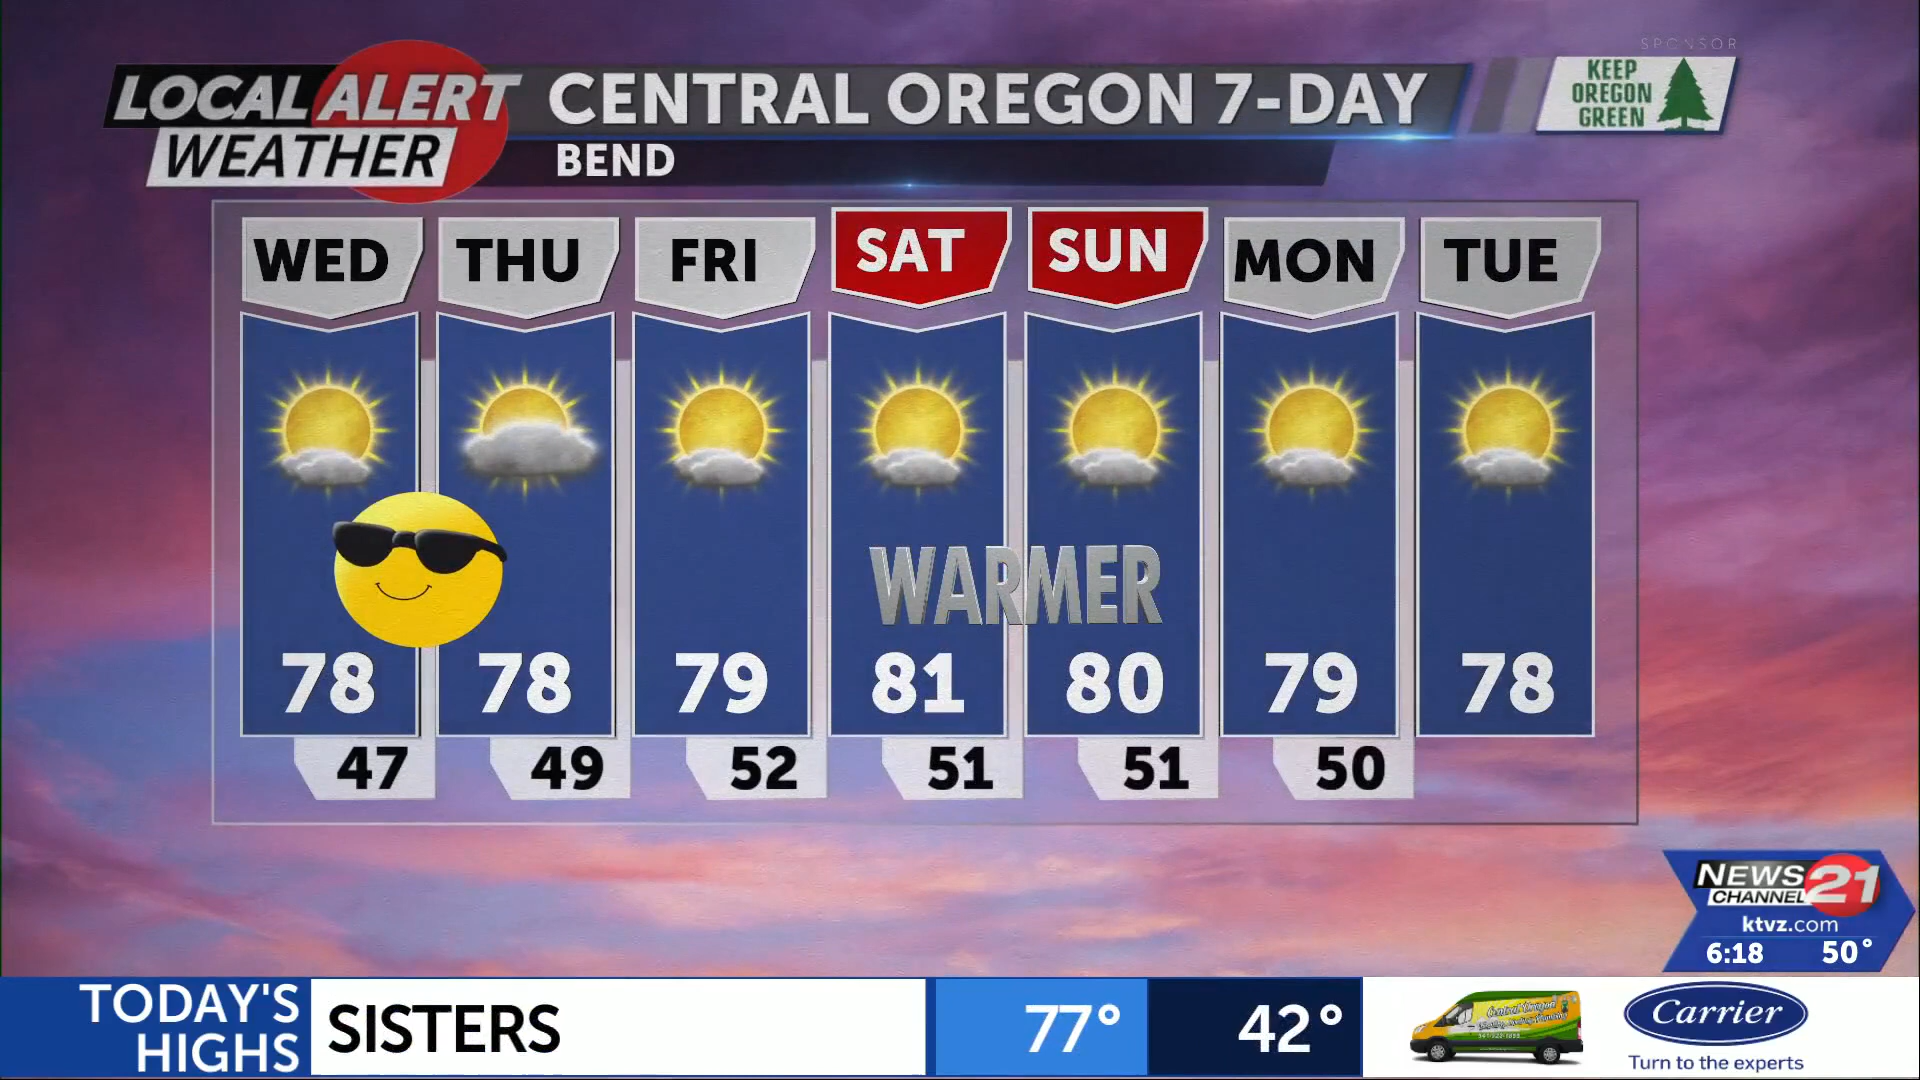 SPONSOR
LOCAL ALERT
WEATHER
CENTRAL OREGON 7-DAY
BEND
KEEP
OREGON
GREEN
WED THU FRI SAT SUN MON TUE
WARMER
78 78 79 81 80 79 78
47 49 52 51 51 50
NEWS
CHANNEL 21
ktvz.com
6:18 50°
TODAY'S
HIGHS
SISTERS 77° 42°
Central Oregon
Carrier
Turn to the experts